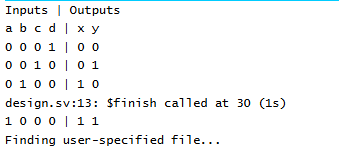 Inputs | Outputs
a b c d | x y
0 0 0 1 | 0 0
0 0 1 0 | 0 1
0 1 0 0 | 1 0
design.sv:13: $finish called at 30 (1s)
1 0 0 0 | 1 1
Finding user-specified file...